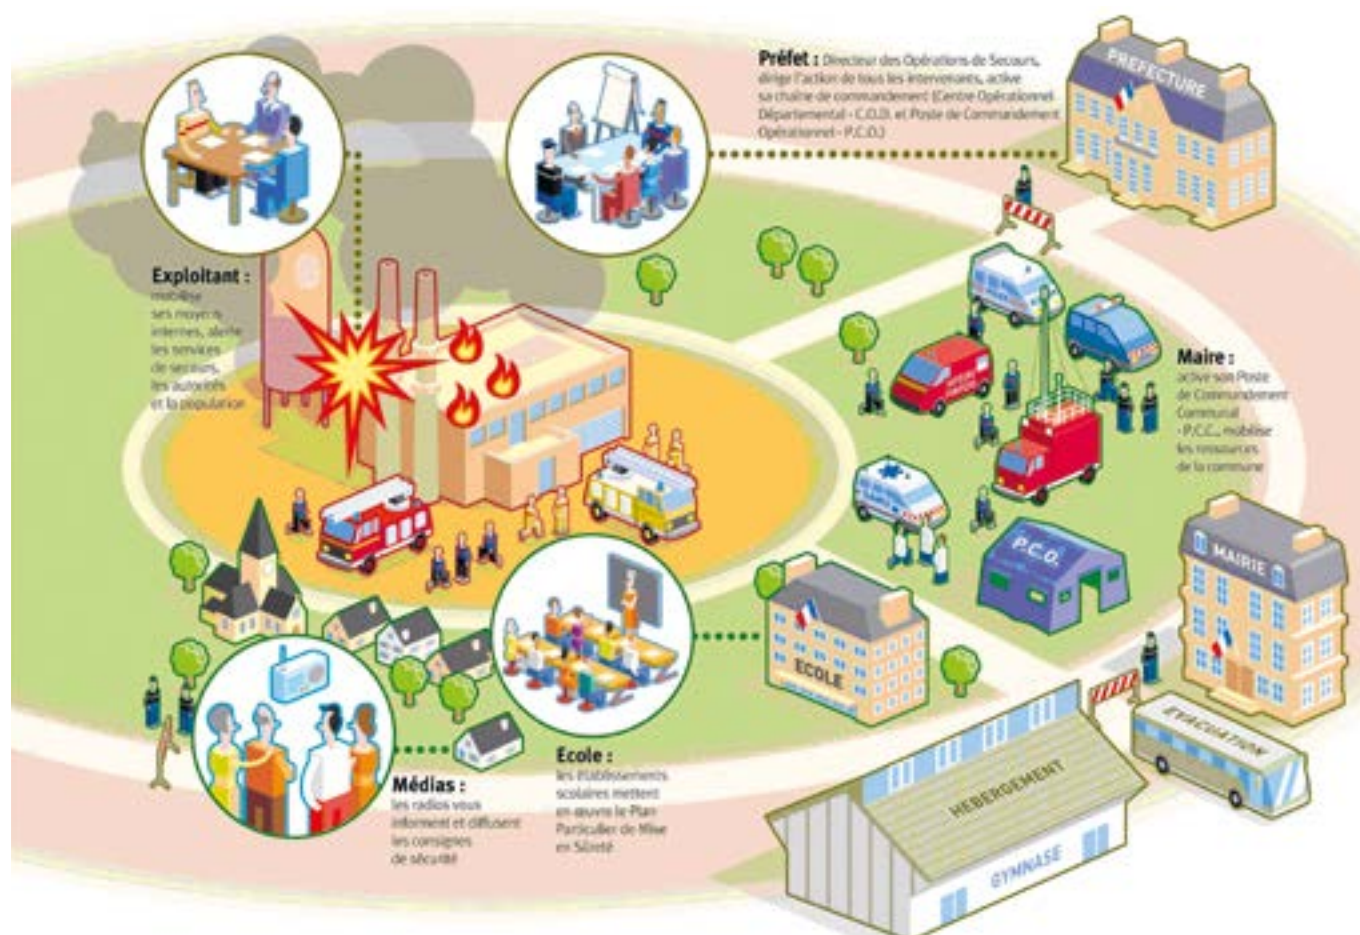 Préfet : Directeur des Opérations de Secours,
dirige l'action de tous les intervenants, active
sa chaîne de commandement (Centre Opérationnel
Départemental - C.O.D. et Poste de Commandement
Opérationnel - P.C.O.)
PREFECTURE
Exploitant :
mobilise
ses moyens
internes, alerte
les services
de secours,
les autorités
et la population
Maire :
active son Poste
de Commandement
Communal
- P.C.C., mobilise
les ressources
de la commune
P.C.O.
MAIRIE
ECOLE
EVACUATION
HEBERGEMENT
GYMNASE
Ecole :
les établissements
scolaires mettent
en œuvre le Plan
Particulier de Mise
en Sûreté
Médias :
les radios vous
informent et diffusent
les consignes
de sécurité